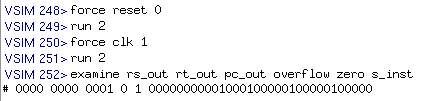 VSIM 248> force reset 0
VSIM 249> run 2
VSIM 250> force clk 1
VSIM 251> run 2
VSIM 252> examine rs_out rt_out pc_out overflow zero s_inst
# 0000 0000 0001 0 1 00000000001000100000100000100000